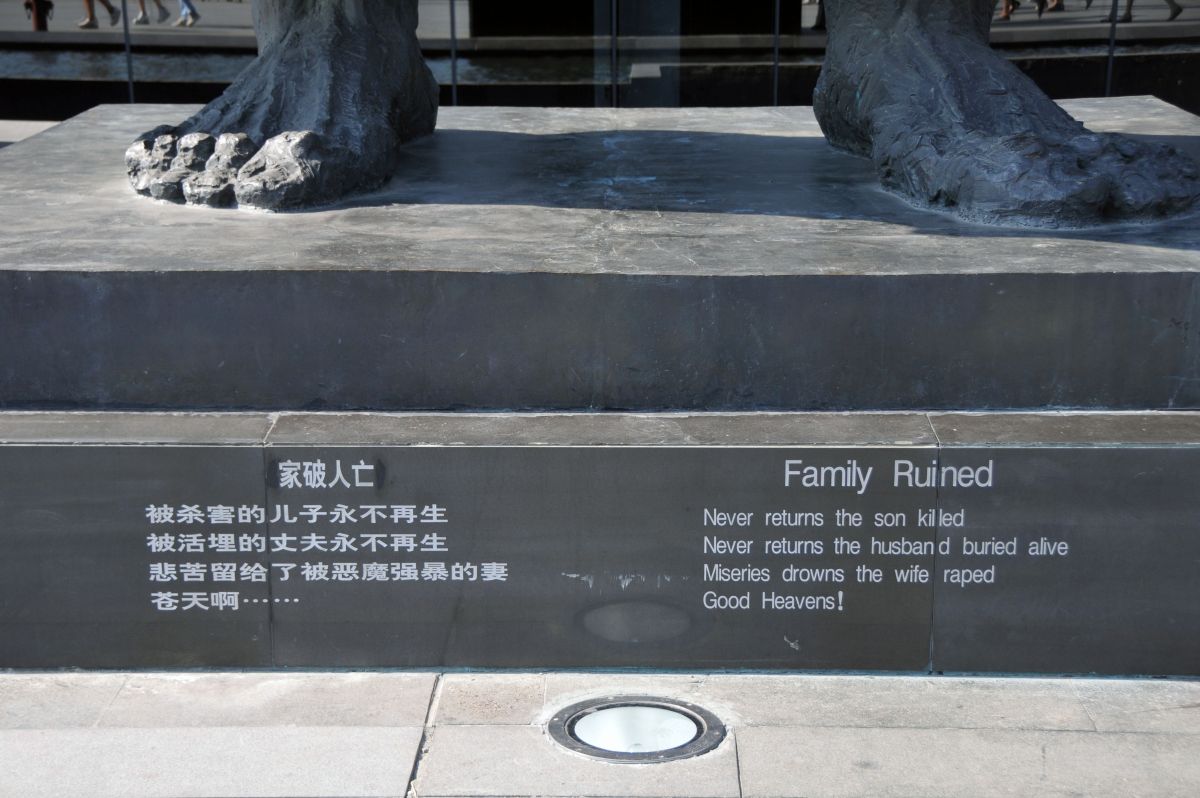 家破人亡
被杀害的儿子永不再生
被活埋的丈夫永不再生
悲苦留给了被恶魔强暴的妻
苍天啊……
Family Ruined
Never returns the son killed
Never returns the husband buried alive
Miseries drowns the wife raped
Good Heavens!